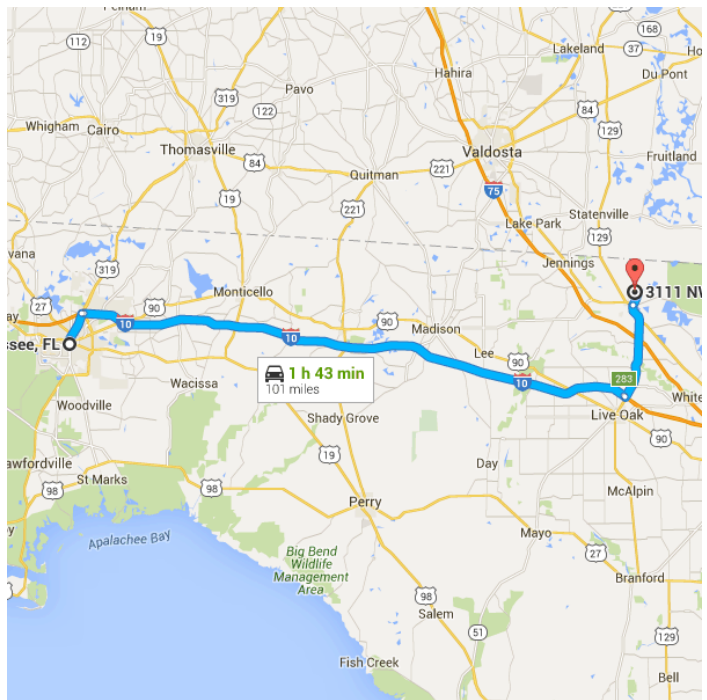 Pelham
19
82
168
Lakeland
37
112
Hahira
Du Pont
Pavo
319
122
84
Whigham
Cairo
129
Thomasville
Valdosta
84
Fruitland
Quitman
221
19
75
221
Statenville
Lake Park
129
vana
319
Jennings
27
Monticello
3111 NW
90
10
90
10
Madison
ssee, FL
Lee
90
1 h 43 min
101 miles
Wacissa
10
283
White
Woodville
Shady Grove
Live Oak
90
19
awfordville
Day
St Marks
98
98
McAlpin
Perry
Apalachee Bay
Mayo
27
Big Bend
Wildlife
Management
Area
98
Branford
Salem
51
129
Fish Creek
Bell